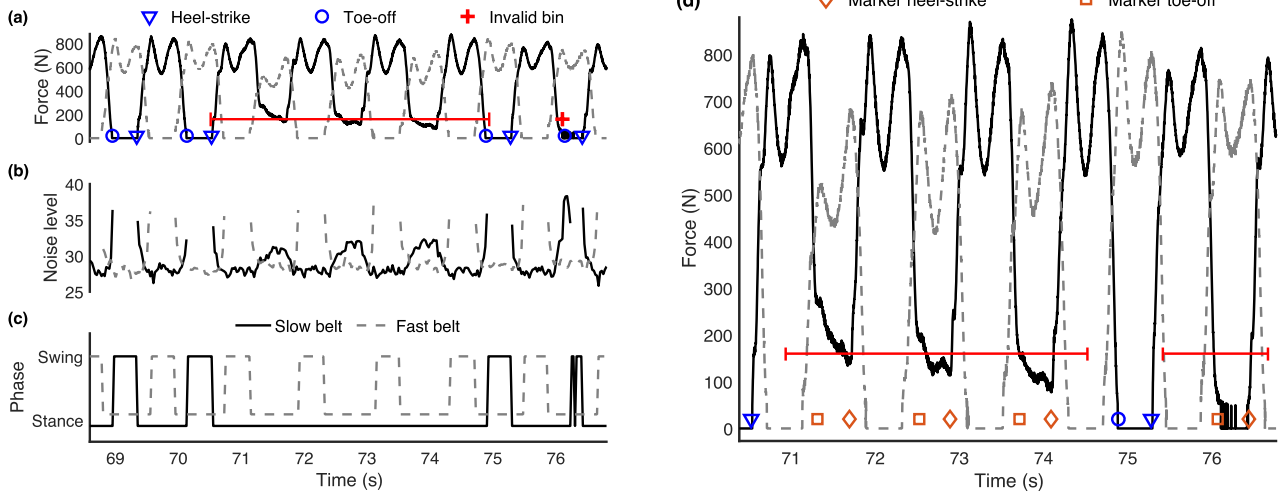 (a)
Heel-strike
Toe-off
Invalid bin
Force (N)
800
600
400
200
0
(b)
Noise level
40
35
30
25
(c)
Slow belt
Fast belt
Phase
Swing
Stance
69 70 71 72 73 74 75 76
Time (s)
(d)
Marker heel-strike
Marker toe-off
Force (N)
800
700
600
500
400
300
200
100
0
71 72 73 74 75 76
Time (s)